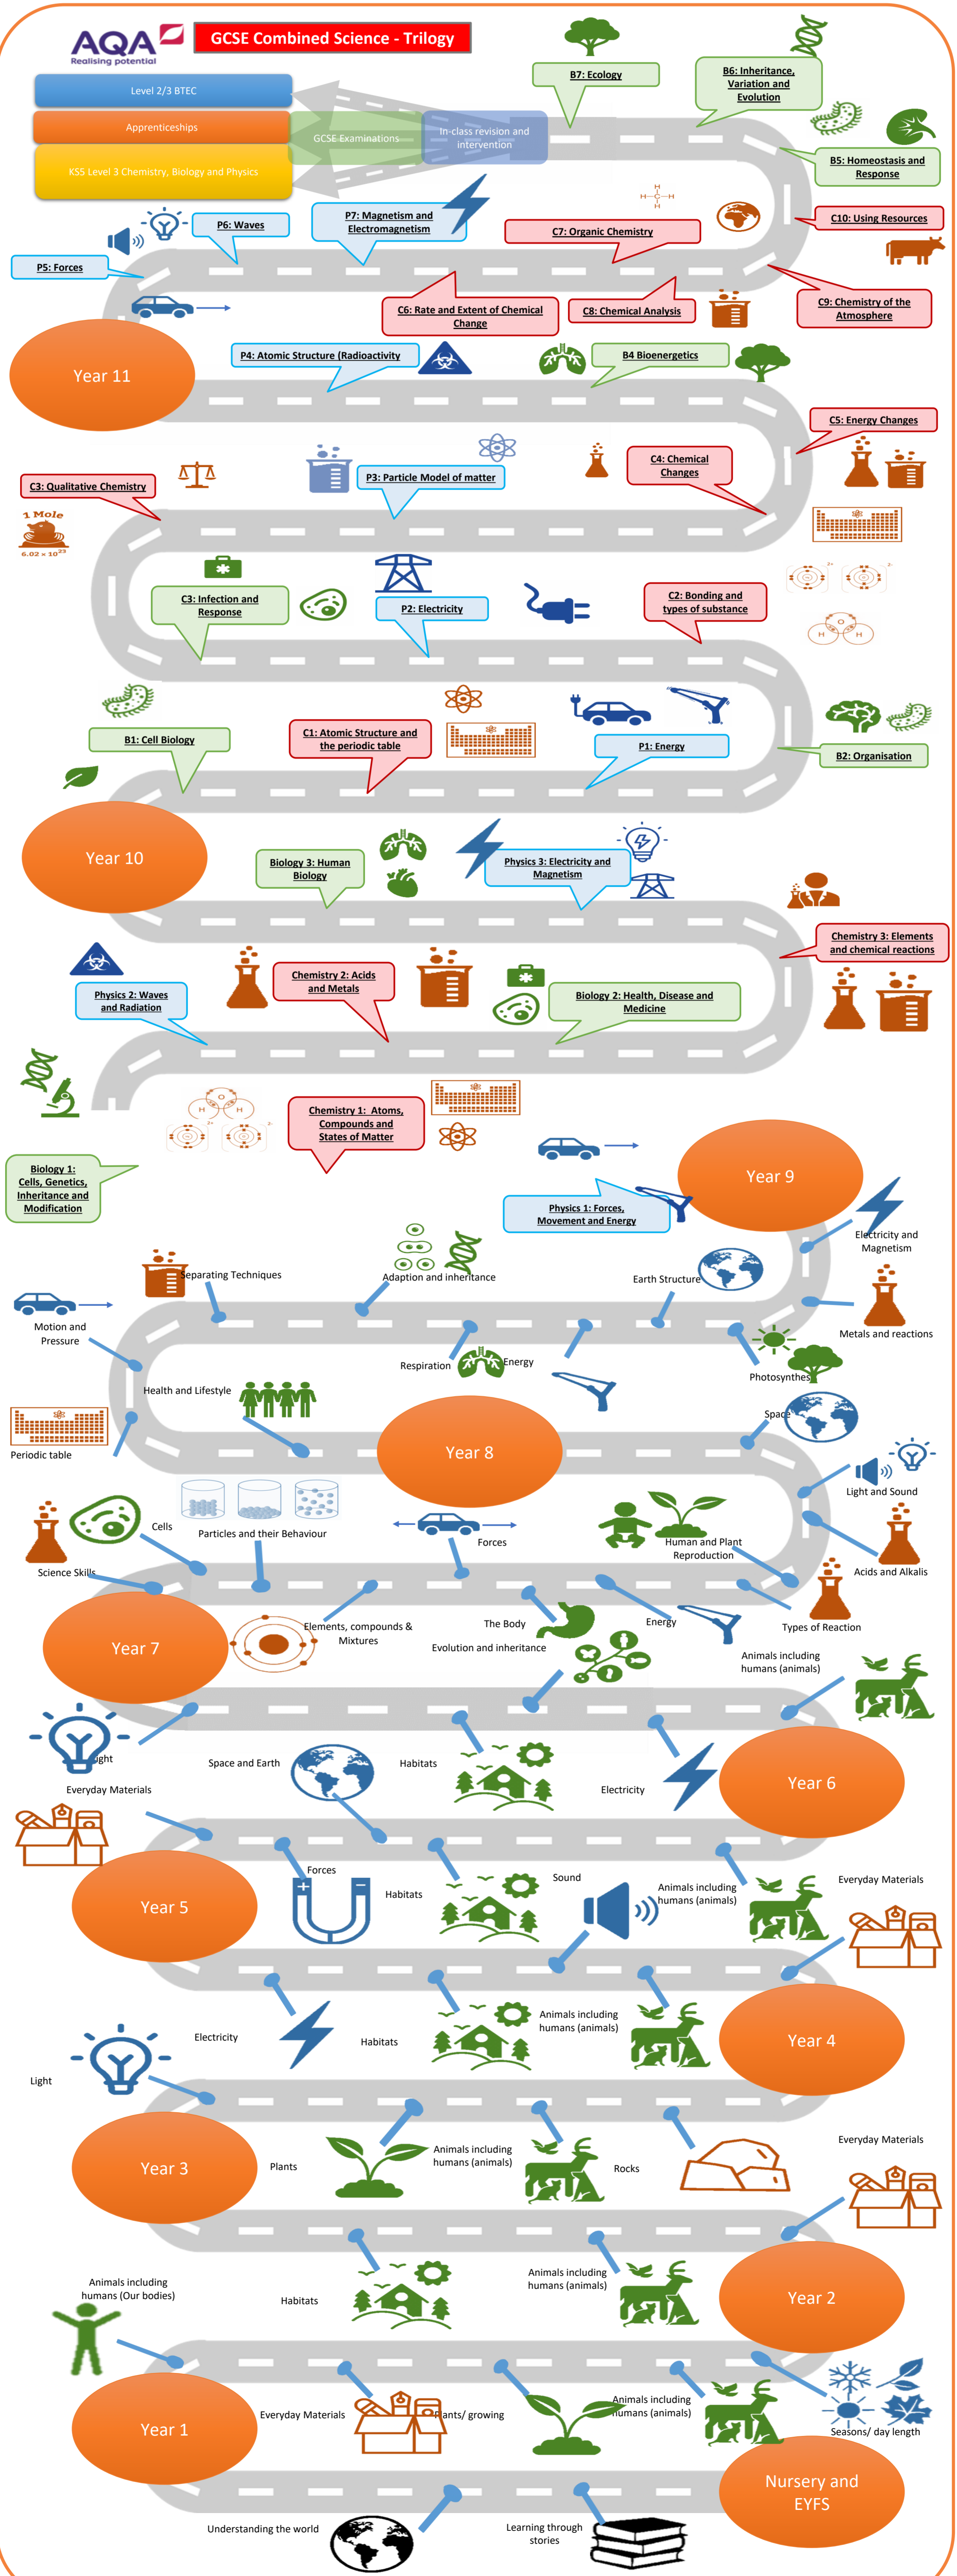 AQA
Realising potential
GCSE Combined Science - Trilogy
Level 2/3 BTEC
Apprenticeships
KS5 Level 3 Chemistry, Biology and Physics
GCSE Examinations
In-class revision and
intervention
B7: Ecology
B6: Inheritance,
Variation and
Evolution
B5: Homeostasis and
Response
C10: Using Resources
C9: Chemistry of the
Atmosphere
C7: Organic Chemistry
C8: Chemical Analysis
P7: Magnetism and
Electromagnetism
C6: Rate and Extent of Chemical
Change
P6: Waves
P5: Forces
Year 11
P4: Atomic Structure (Radioactivity
B4 Bioenergetics
C5: Energy Changes
C4: Chemical
Changes
P3: Particle Model of matter
C3: Qualitative Chemistry
1 Mole
6.02 x 10²³
C3: Infection and
Response
P2: Electricity
C2: Bonding and
types of substance
2+
2-
O
H H
B2: Organisation
P1: Energy
C1: Atomic Structure and
the periodic table
B1: Cell Biology
Year 10
Biology 3: Human
Biology
Physics 3: Electricity and
Magnetism
Chemistry 3: Elements
and chemical reactions
Biology 2: Health, Disease and
Medicine
Chemistry 2: Acids
and Metals
Physics 2: Waves
and Radiation
O
H H
2+
2-
Chemistry 1: Atoms,
Compounds and
States of Matter
Biology 1:
Cells, Genetics,
Inheritance and
Modification
Physics 1: Forces,
Movement and Energy
Year 9
Electricity and
Magnetism
Metals and reactions
Earth Structure
Photosynthes
Adaption and inheritance
Energy
Respiration
Separating Techniques
Motion and
Pressure
Health and Lifestyle
Periodic table
Year 8
Space
Light and Sound
Acids and Alkalis
Types of Reaction
Human and Plant
Reproduction
Energy
Forces
The Body
Particles and their Behaviour
Elements, compounds &
Mixtures
Cells
Science Skills
Year 7
Evolution and inheritance
Animals including
humans (animals)
Light
Year 6
Electricity
Habitats
Space and Earth
Everyday Materials
Year 5
Forces
+ −
Habitats
Sound
Animals including
humans (animals)
Everyday Materials
Year 4
Animals including
humans (animals)
Habitats
Electricity
Light
Year 3
Plants
Animals including
humans (animals)
Rocks
Everyday Materials
Year 2
Animals including
humans (animals)
Habitats
Animals including
humans (Our bodies)
Year 1
Everyday Materials
Plants/ growing
Animals including
humans (animals)
Seasons/ day length
Nursery and
EYFS
Understanding the world
Learning through
stories